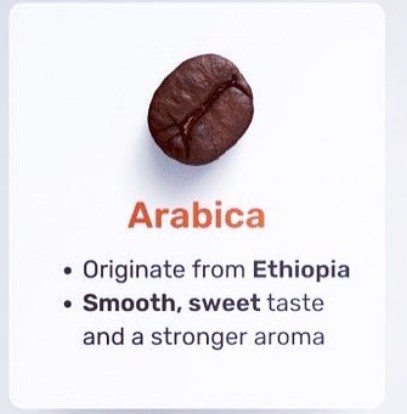 Arabica
• Originate from Ethiopia
• Smooth, sweet taste
and a stronger aroma